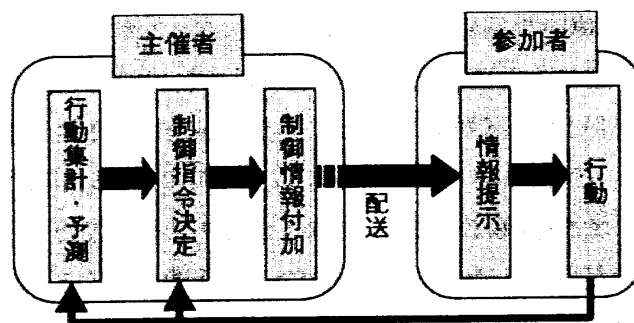 主催者
参加者
行動集計・予測
制御指令決定
制御情報付加
配送
情報提示
行動